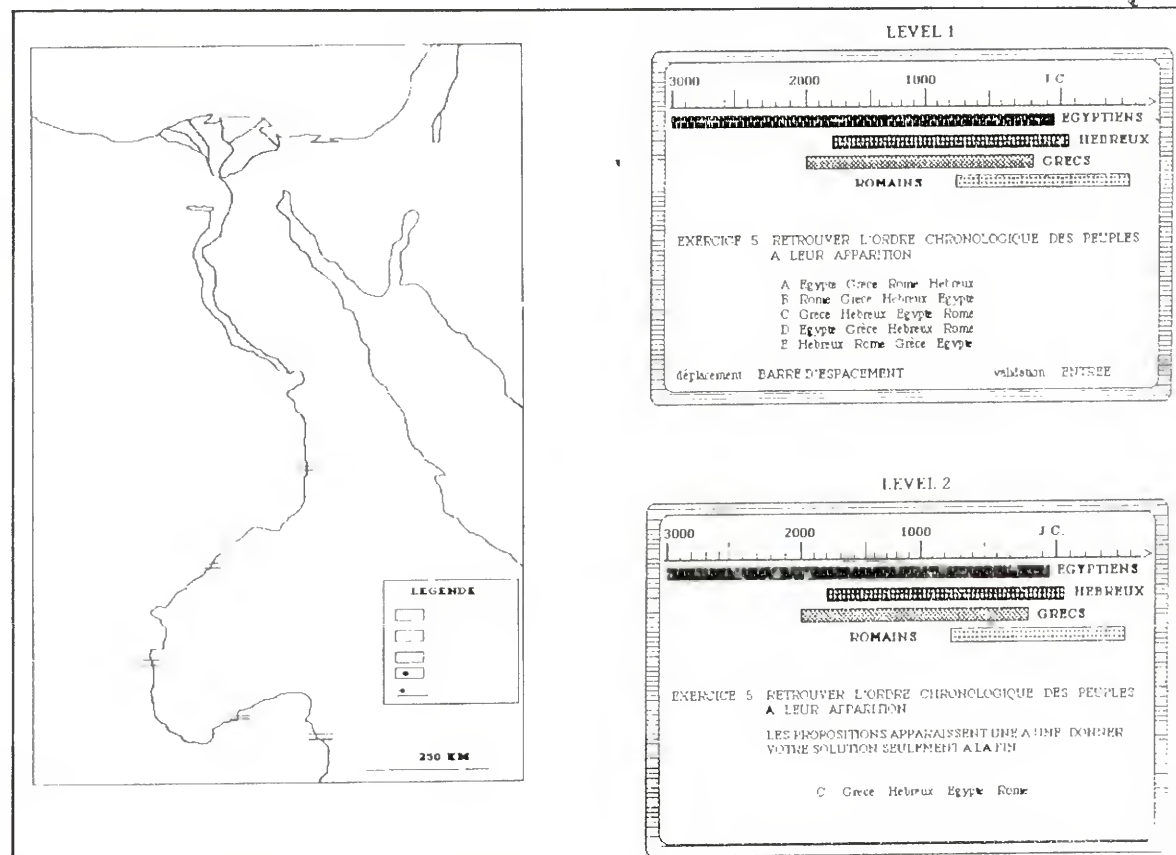 LEGENDE
250 KM
LEVEL 1
3000 2000 1000 J C
EGYPTIENS
HEBREUX
GRECS
ROMAINS
EXERCICE 5 RETROUVER L'ORDRE CHRONOLOGIQUE DES PEUPLES
A LEUR APPARITION
A Egypte Grece Rome Hebreux
B Rome Grece Hebreux Egypte
C Grece Hebreux Egypte Rome
D Egypte Grèce Hebreux Rome
E Hebreux Rome Grèce Egypte
déplacement BARRE D'ESPACEMENT validation ENTREE
LEVEL 2
3000 2000 1000 J C.
EGYPTIENS
HEBREUX
GRECS
ROMAINS
EXERCICE 5 RETROUVER L'ORDRE CHRONOLOGIQUE DES PEUPLES
A LEUR APPARITION
LES PROPOSITIONS APPARAISSENT UNE A UNE DONNER
VOTRE SOLUTION SEULEMENT A LA FIN
C Grece Hebreux Egypte Rome